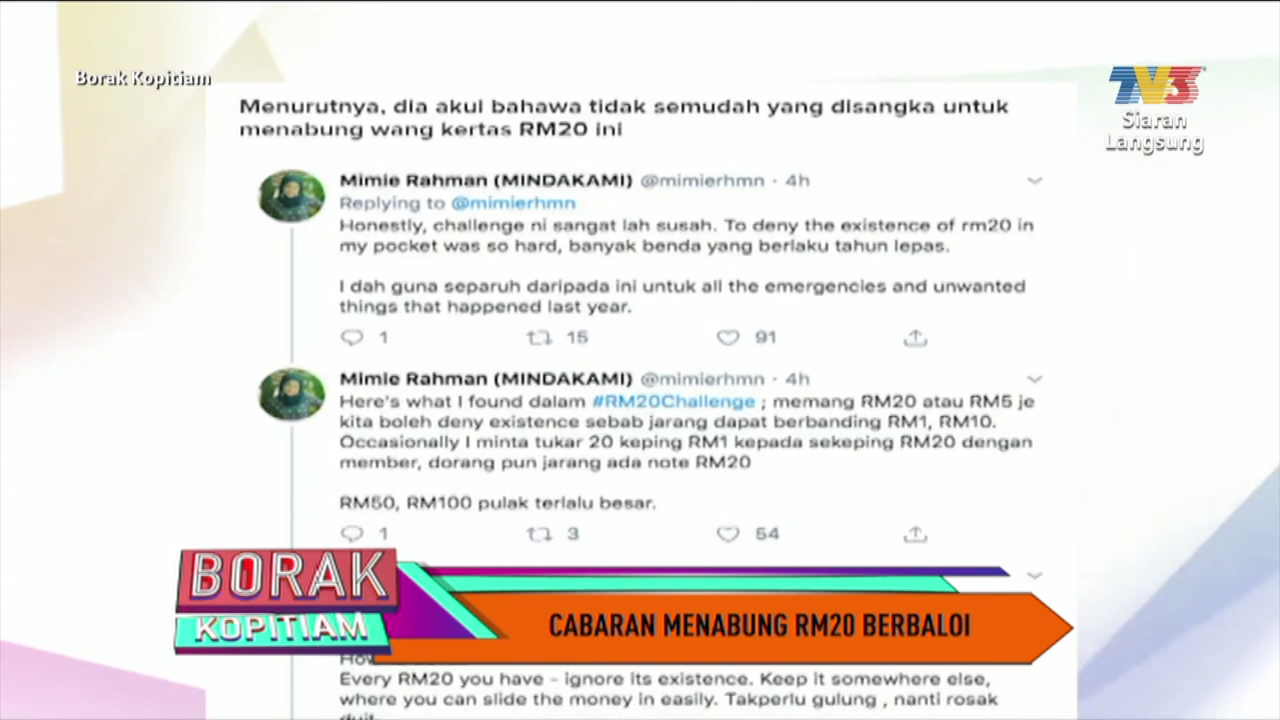 Borak Kopitiam
TV3
Siaran
Langsung
Menurutnya, dia akui bahawa tidak semudah yang disangka untuk
menabung wang kertas RM20 ini
Mimie Rahman (MINDAKAMI) @mimierhmn · 4h
Replying to @mimierhmn
Honestly, challenge ni sangat lah susah. To deny the existence of rm20 in
my pocket was so hard, banyak benda yang berlaku tahun lepas.
I dah guna separuh daripada ini untuk all the emergencies and unwanted
things that happened last year.
1 15 91
Mimie Rahman (MINDAKAMI) @mimierhmn · 4h
Here's what I found dalam #RM20Challenge ; memang RM20 atau RM5 je
kita boleh deny existence sebab jarang dapat berbanding RM1, RM10.
Occasionally I minta tukar 20 keping RM1 kepada sekeping RM20 dengan
member, dorang pun jarang ada note RM20
RM50, RM100 pulak terlalu besar.
1 3 54
BORAK
KOPITIAM
CABARAN MENABUNG RM20 BERBALOI
Every RM20 you have - ignore its existence. Keep it somewhere else,
where you can slide the money in easily. Takperlu gulung , nanti rosak